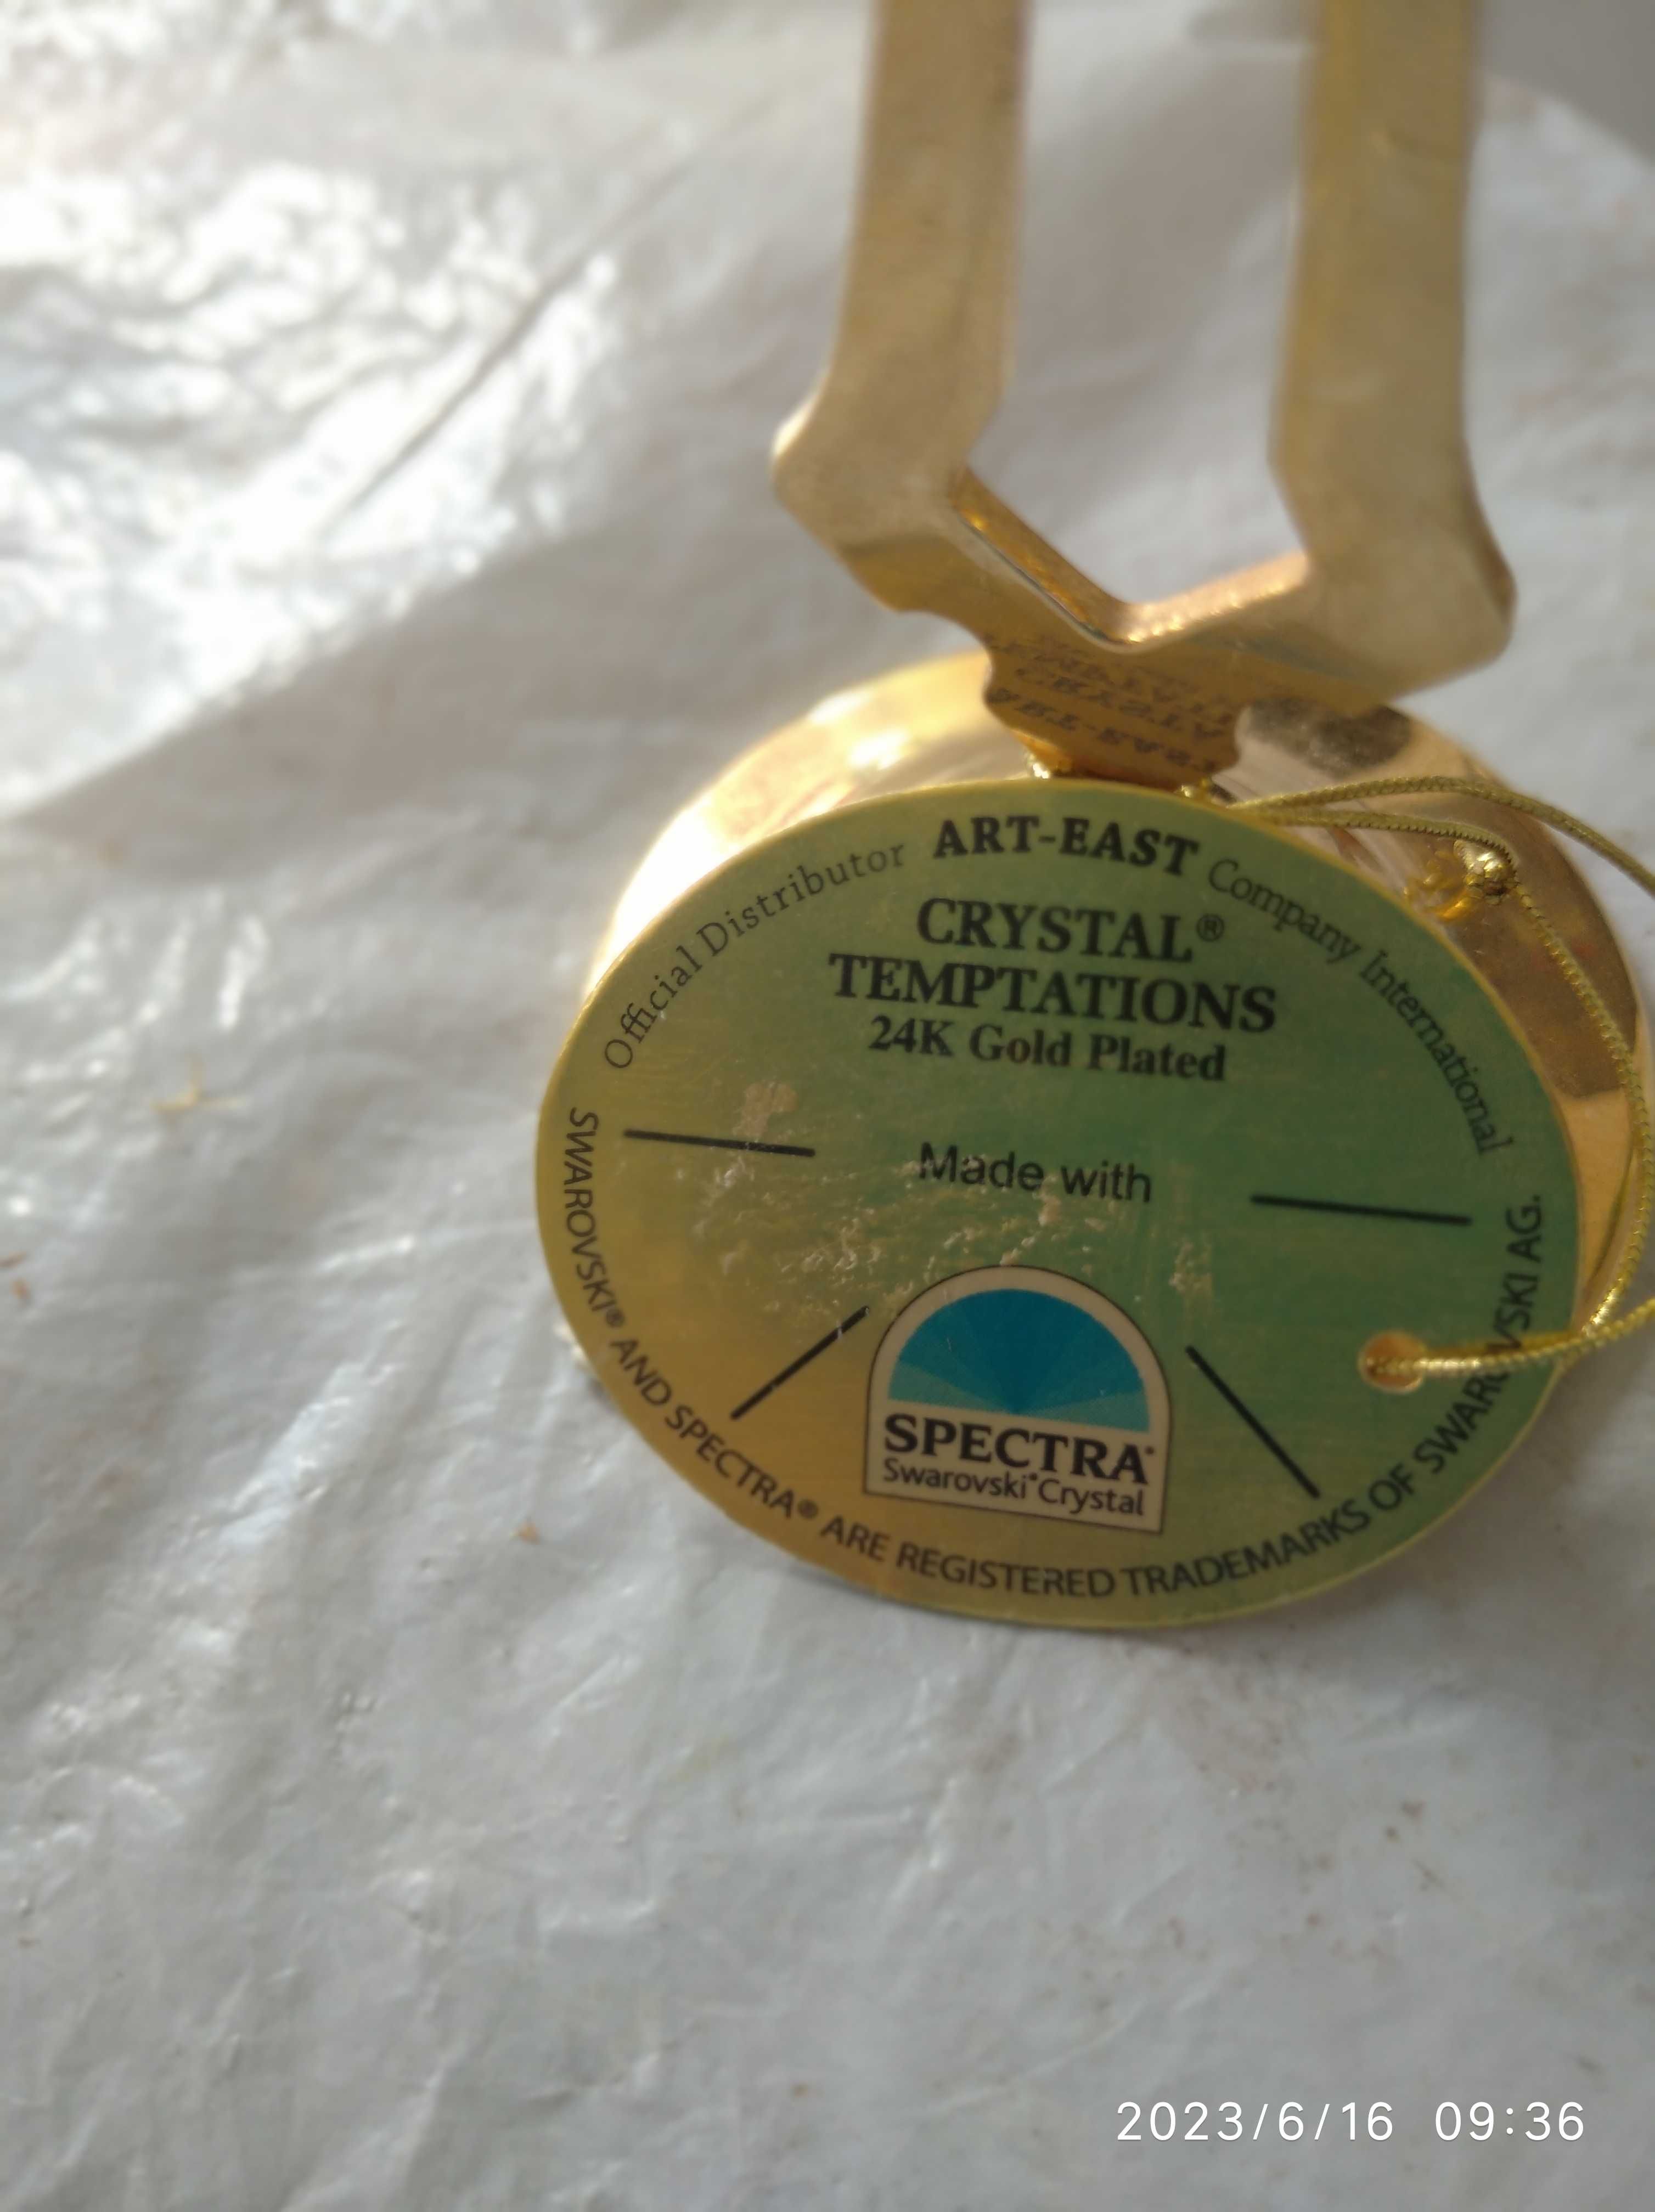 Official Distributor ART-EAST Company International
CRYSTAL®
TEMPTATIONS
24K Gold Plated
Made with
SPECTRA
Swarovski Crystal
SWAROVSKI® AND SPECTRA® ARE REGISTERED TRADEMARKS OF SWAROVSKI AG.
2023/6/16 09:36